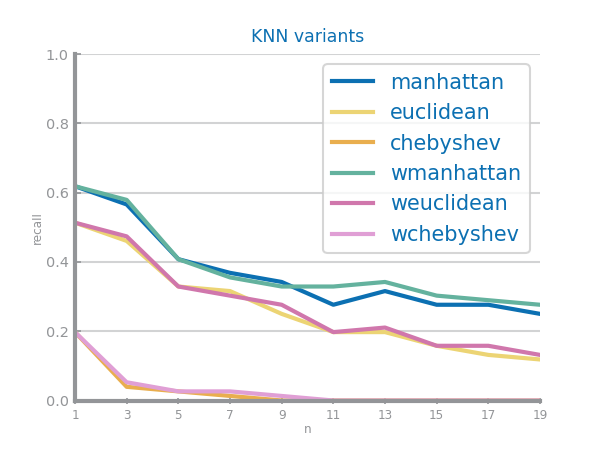 KNN variants
1.0
0.8
0.6
0.4
0.2
0.0
recall
manhattan
euclidean
chebyshev
wmanhattan
weuclidean
wchebyshev
1 3 5 7 9 11 13 15 17 19
n